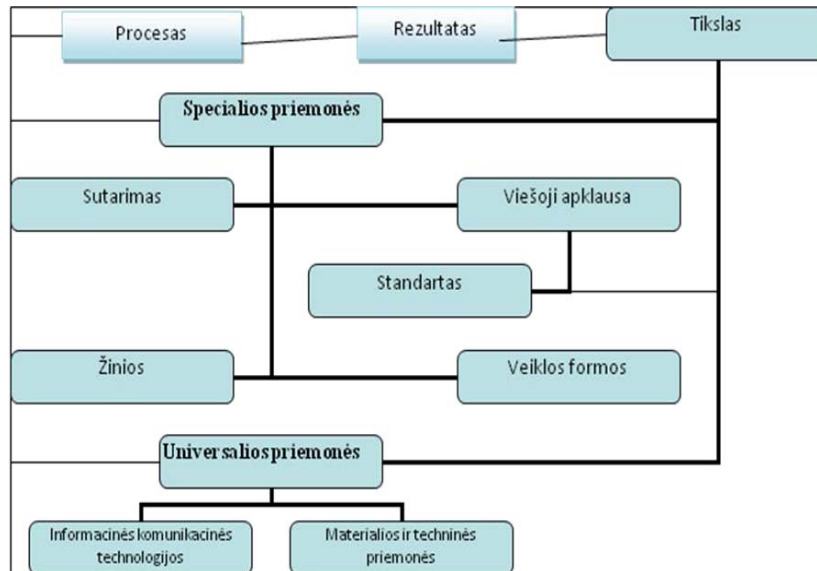 Procesas
Rezultatas
Tikslas
Specialios priemonės
Sutarimas
Viešoji apklausa
Standartas
Žinios
Veiklos formos
Universalios priemonės
Informacinės komunikacinės
technologijos
Materialios ir techninės
priemonės